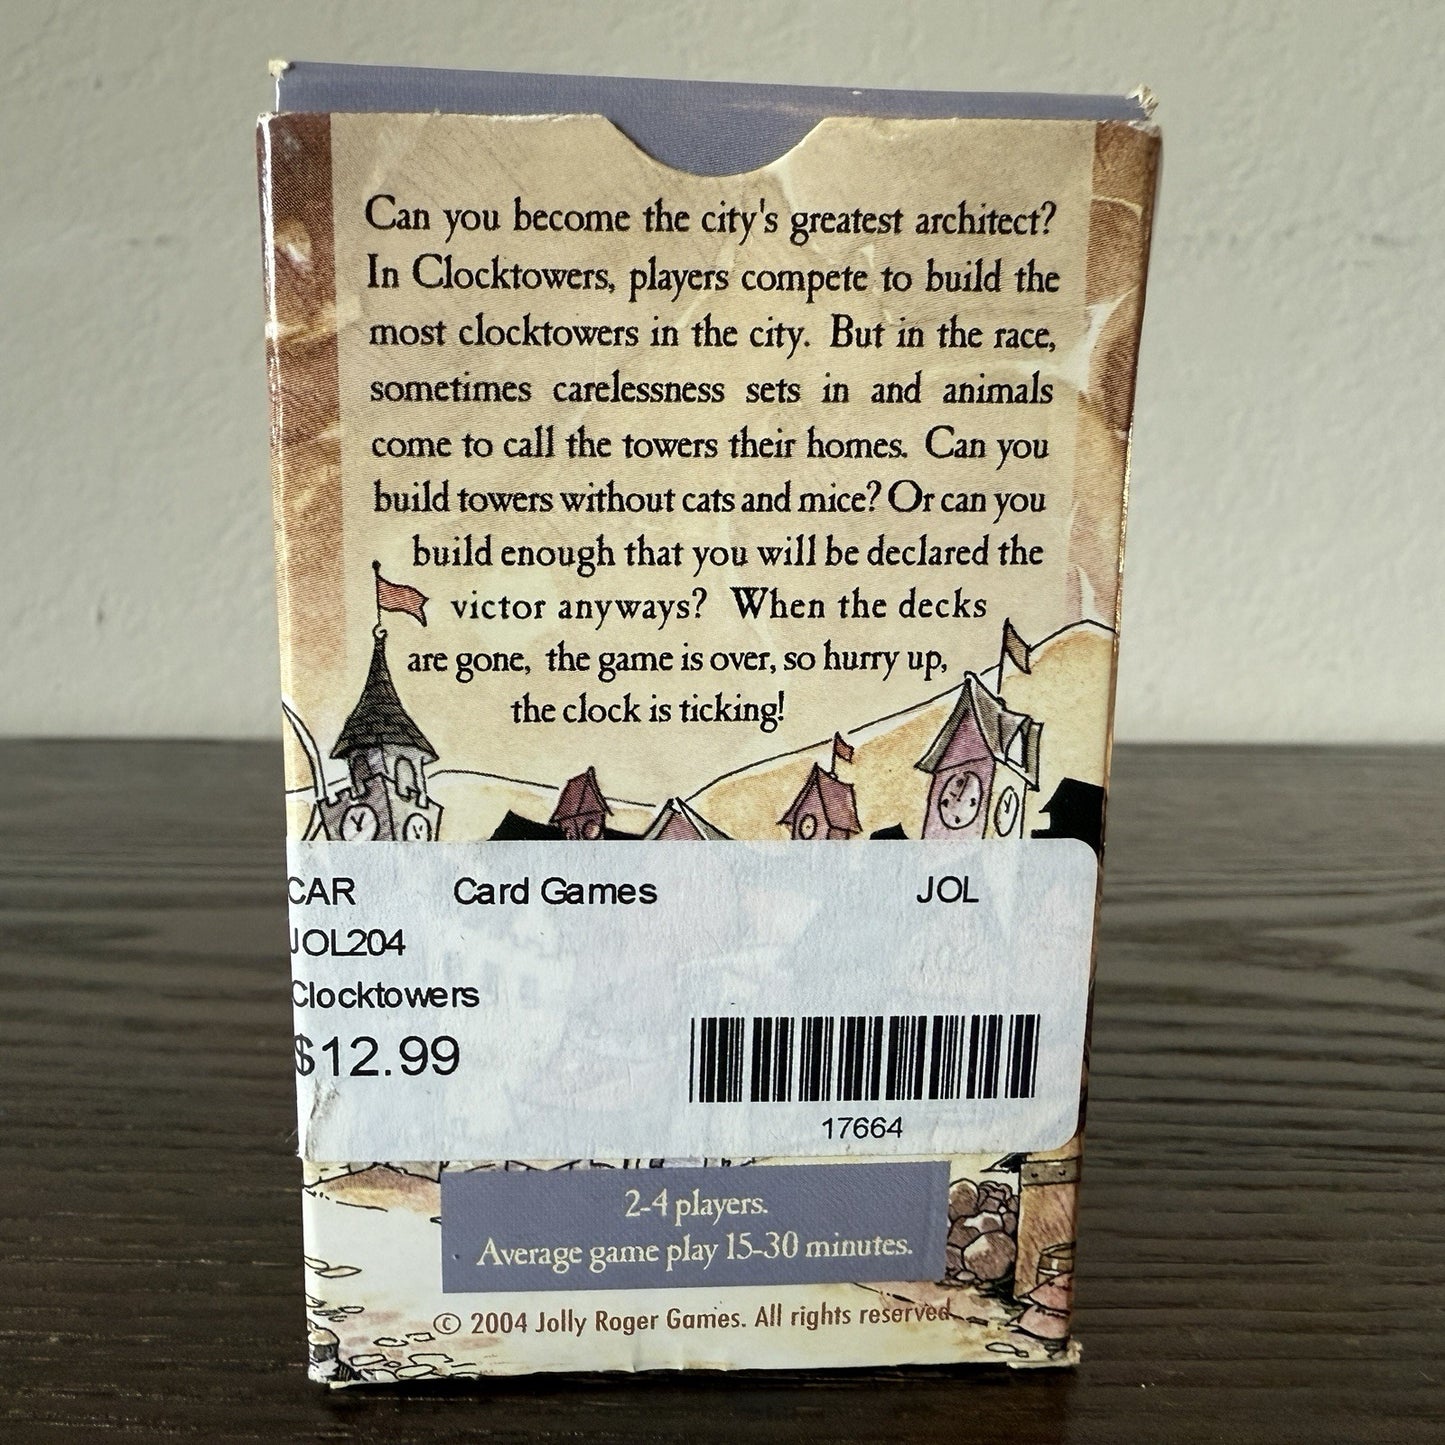 Can you become the city's greatest architect?
In Clocktowers, players compete to build the
most clocktowers in the city. But in the race,
sometimes carelessness sets in and animals
come to call the towers their homes. Can you
build towers without cats and mice? Or can you
build enough that you will be declared the
victor anyways? When the decks
are gone, the game is over, so hurry up,
the clock is ticking!
CAR Card Games JOL
JOL204
Clocktowers
$12.99
17664
2-4 players.
Average game play 15-30 minutes.
© 2004 Jolly Roger Games. All rights reserved.